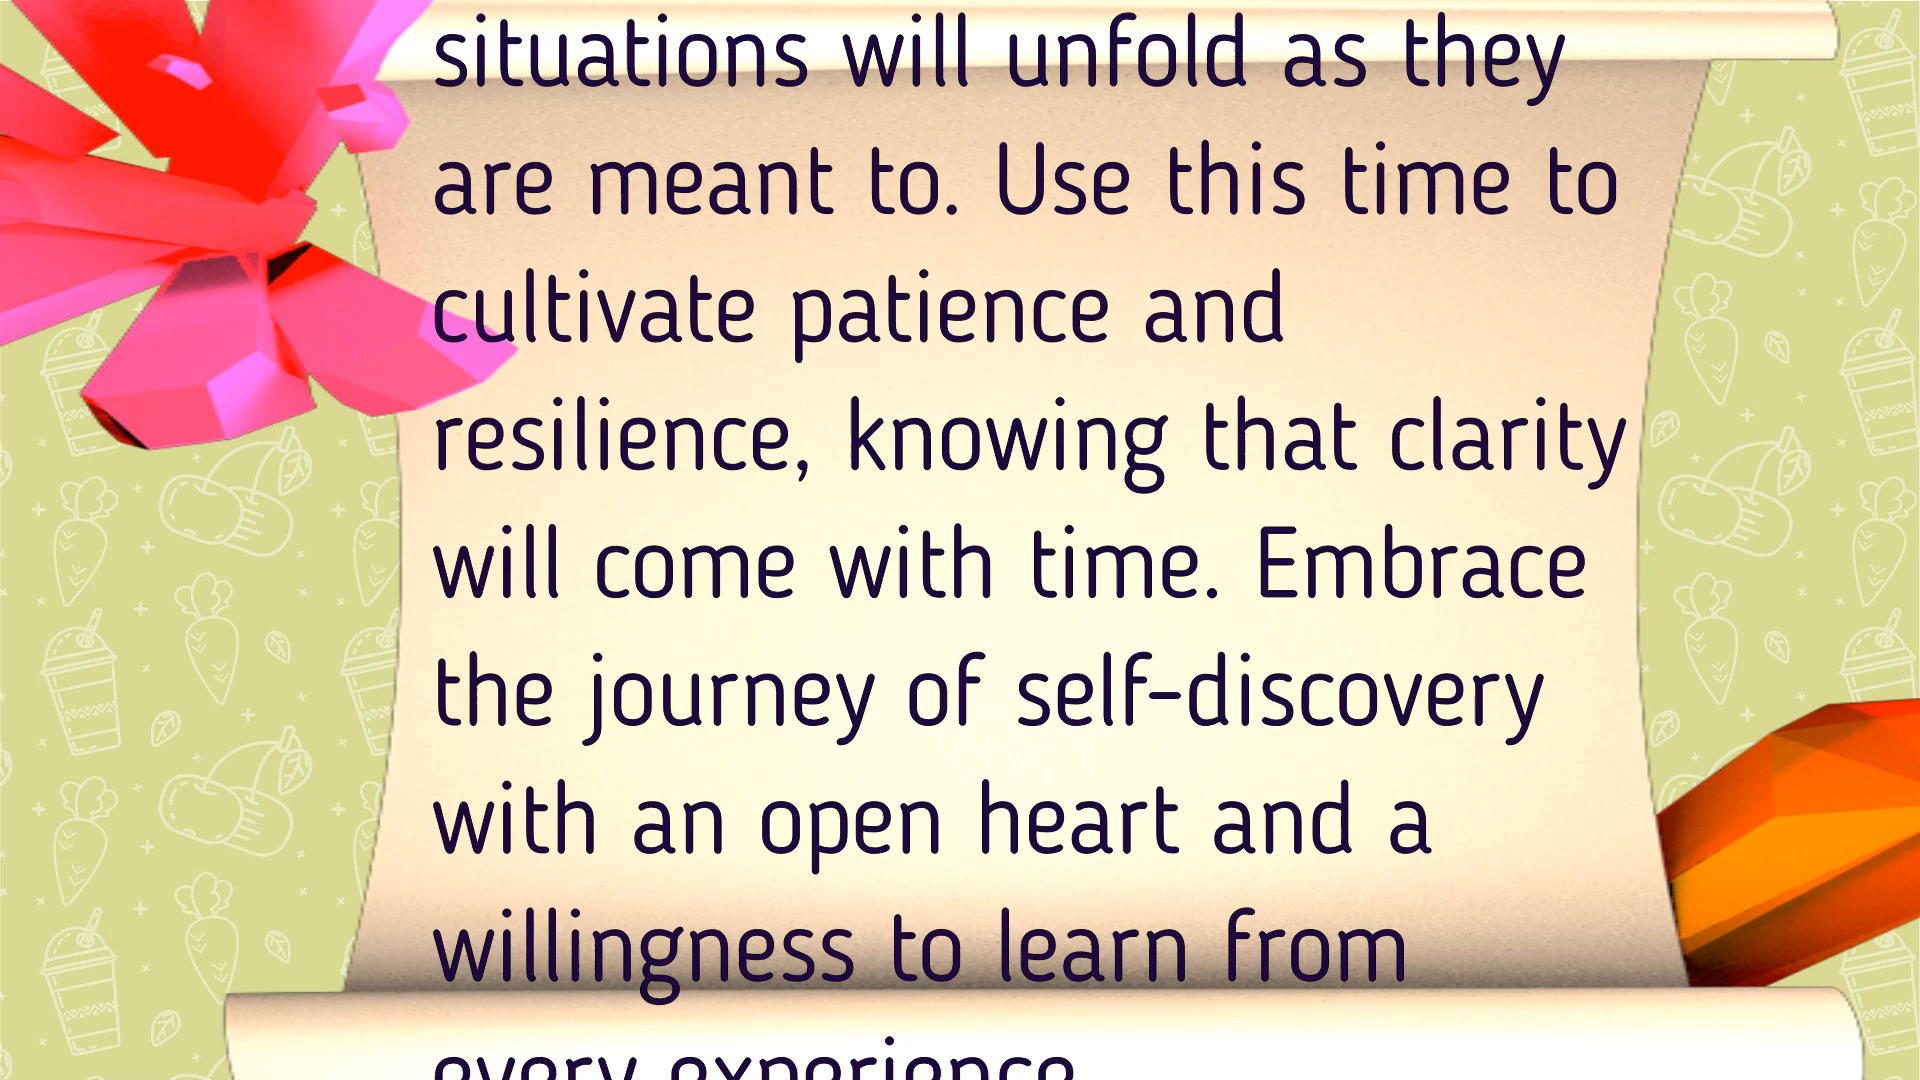 situations will unfold as they
are meant to. Use this time to
cultivate patience and
resilience, knowing that clarity
will come with time. Embrace
the journey of self-discovery
with an open heart and a
willingness to learn from
every experience